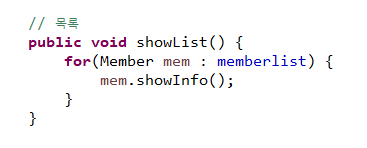 // 목록
public void showList() {
    for(Member mem : memberlist) {
        mem.showInfo();
    }
}